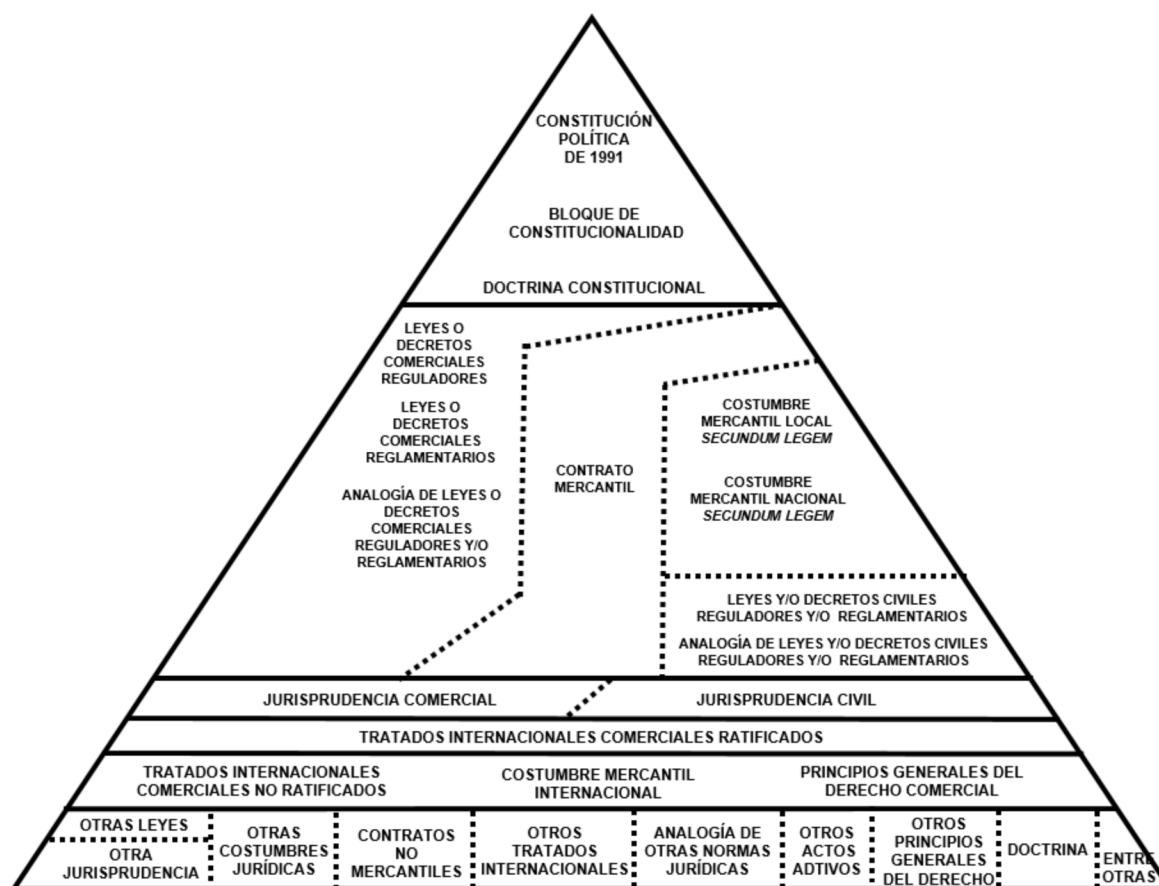 CONSTITUCIÓN
POLÍTICA
DE 1991
BLOQUE DE
CONSTITUCIONALIDAD
DOCTRINA CONSTITUCIONAL
LEYES O
DECRETOS
COMERCIALES
REGULADORES
LEYES O
DECRETOS
COMERCIALES
REGLAMENTARIOS
ANALOGÍA DE LEYES O
DECRETOS
COMERCIALES
REGULADORES Y/O
REGLAMENTARIOS
CONTRATO
MERCANTIL
COSTUMBRE
MERCANTIL LOCAL
SECUNDUM LEGEM
COSTUMBRE
MERCANTIL NACIONAL
SECUNDUM LEGEM
LEYES Y/O DECRETOS CIVILES
REGULADORES Y/O REGLAMENTARIOS
ANALOGÍA DE LEYES Y/O DECRETOS CIVILES
REGULADORES Y/O REGLAMENTARIOS
JURISPRUDENCIA COMERCIAL
JURISPRUDENCIA CIVIL
TRATADOS INTERNACIONALES COMERCIALES RATIFICADOS
TRATADOS INTERNACIONALES
COMERCIALES NO RATIFICADOS
COSTUMBRE MERCANTIL
INTERNACIONAL
PRINCIPIOS GENERALES DEL
DERECHO COMERCIAL
OTRAS LEYES
OTRA
JURISPRUDENCIA
OTRAS
COSTUMBRES
JURÍDICAS
CONTRATOS
NO
MERCANTILES
OTROS
TRATADOS
INTERNACIONALES
ANALOGÍA DE
OTRAS NORMAS
JURÍDICAS
OTROS
ACTOS
ADTIVOS
OTROS
PRINCIPIOS
GENERALES
DEL DERECHO
DOCTRINA
ENTRE
OTRAS